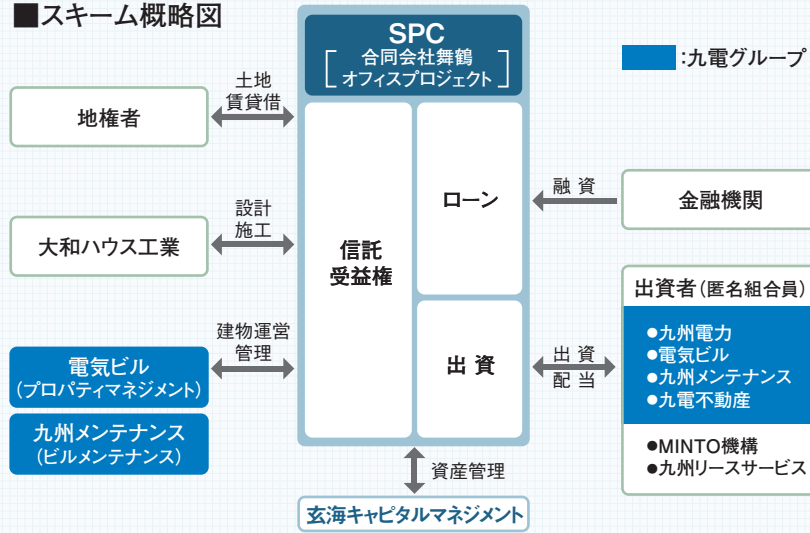 ■スキーム概略図
SPC
合同会社舞鶴
オフィスプロジェクト
:九電グループ
地権者
土地
賃貸借
大和ハウス工業
設計
施工
電気ビル
(プロパティマネジメント)
九州メンテナンス
(ビルメンテナンス)
建物運営
管理
信託
受益権
ローン
出 資
融 資
金融機関
出 資
配 当
出資者(匿名組合員)
●九州電力
●電気ビル
●九州メンテナンス
●九電不動産
●MINTO機構
●九州リースサービス
資産管理
玄海キャピタルマネジメント